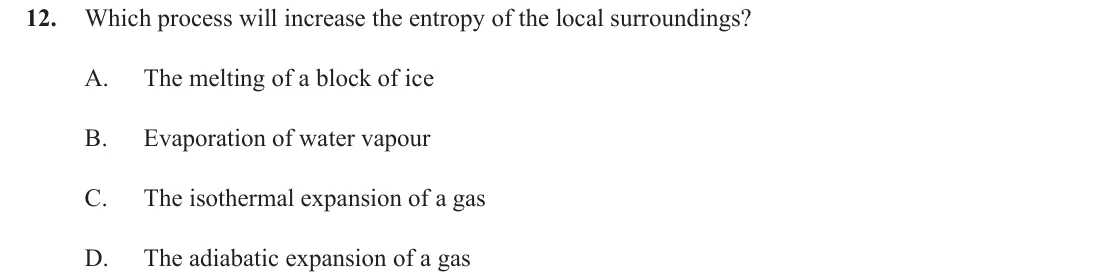 12. Which process will increase the entropy of the local surroundings?
A. The melting of a block of ice
B. Evaporation of water vapour
C. The isothermal expansion of a gas
D. The adiabatic expansion of a gas